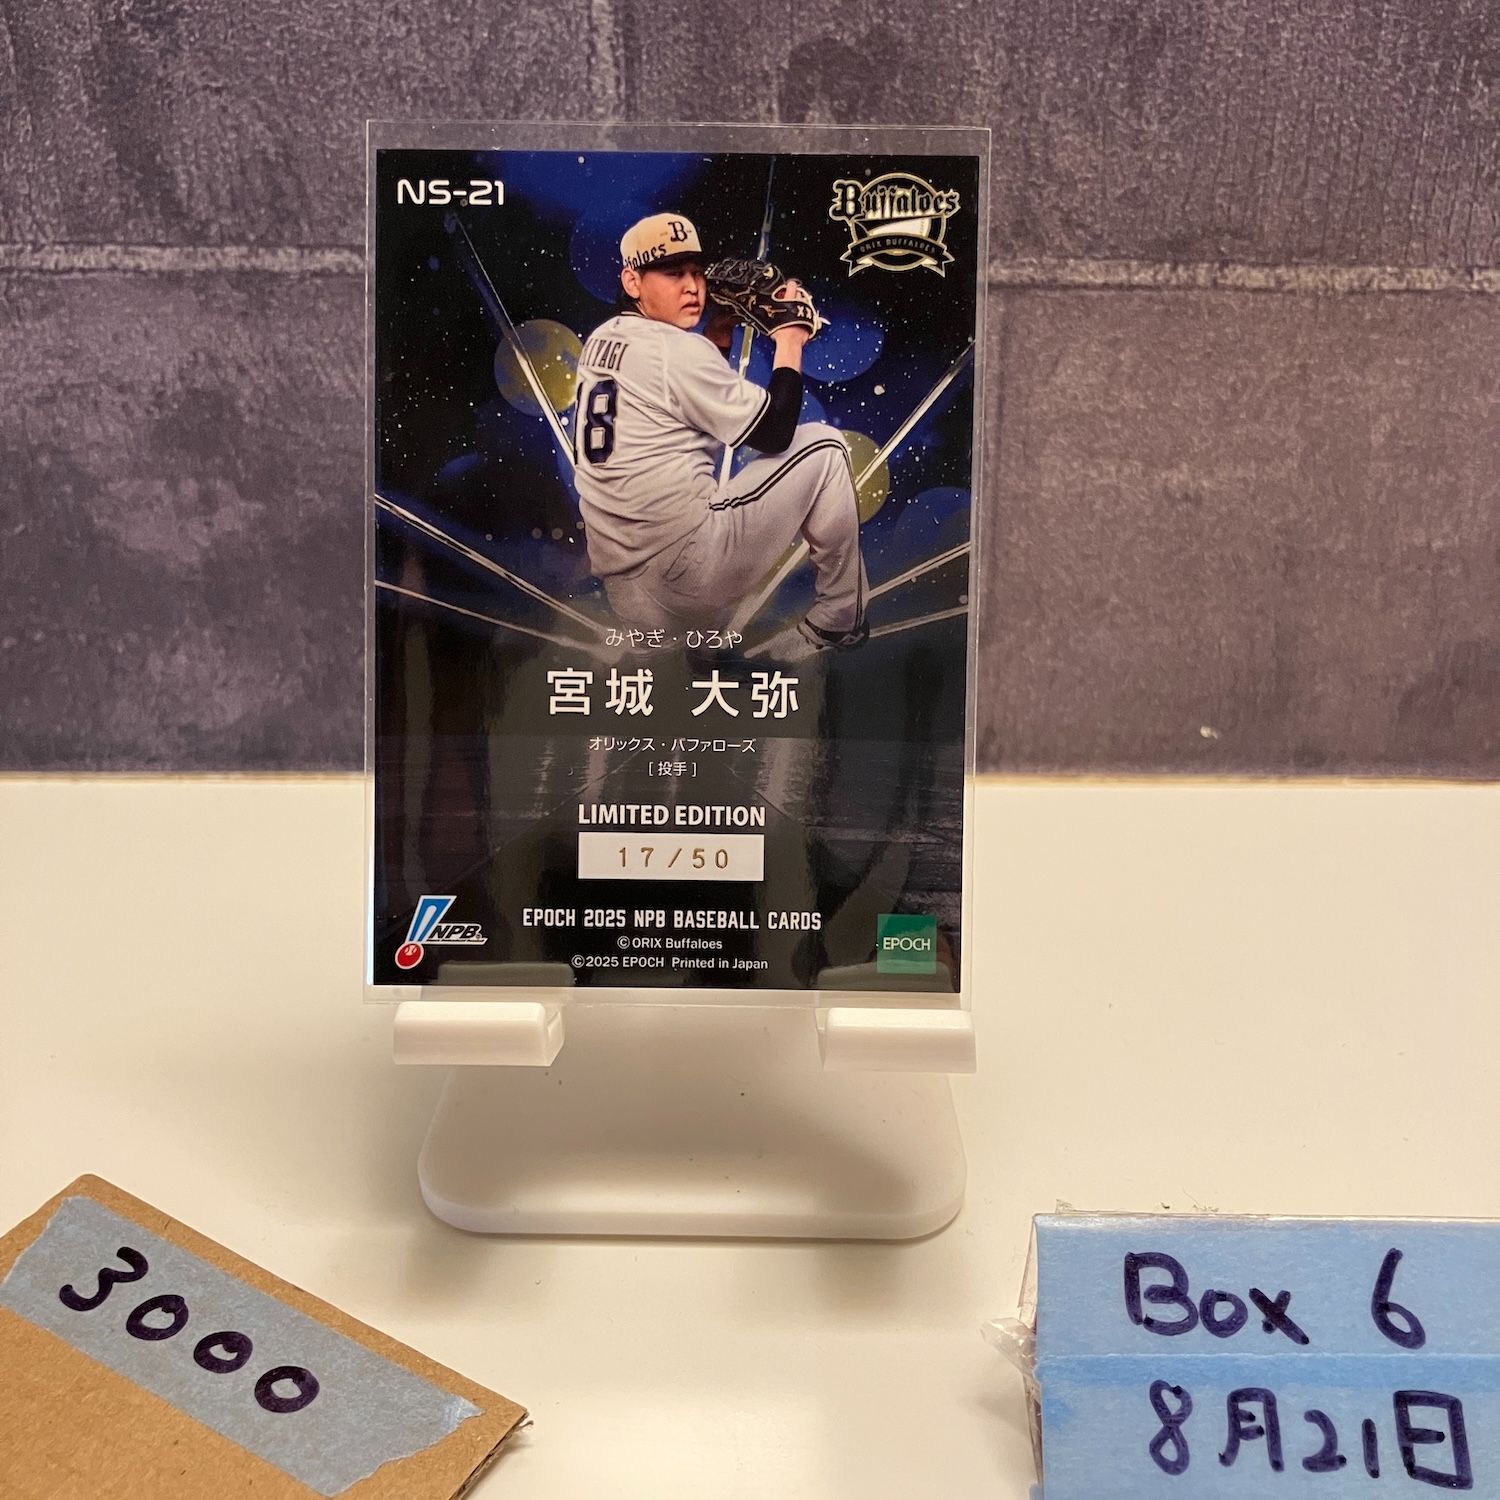 NS-21
Buffaloes
ORIX BUFFALOES
B
MIYAGI
18
みやぎ・ひろや
宮城 大弥
オリックス・バファローズ
[ 投手 ]
LIMITED EDITION
17/50
NPB
EPOCH 2025 NPB BASEBALL CARDS
© ORIX Buffaloes
©2025 EPOCH Printed in Japan
EPOCH
3000
Box 6
8月21日